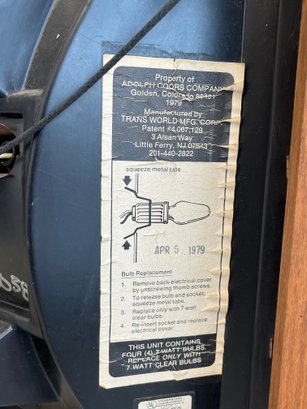 Property of
ADOLPH COORS COMPANY
Golden, Colorado 80401
1979
Manufactured by
TRANS WORLD MFG. CORP.
Patent #4,067,129
3 Alsan Way
Little Ferry, NJ 07643
201-440-2822
squeeze metal tabs
APR 5 1979
Bulb Replacement
1. Remove back electrical cover
by unscrewing thumb screws.
2. To release bulb and socket,
squeeze metal tabs.
3. Replace only with 7 watt
clear bulbs.
4. Re-insert socket and replace
electrical cover.
THIS UNIT CONTAINS
FOUR (4) 7-WATT BULBS.
REPLACE ONLY WITH
7-WATT CLEAR BULBS